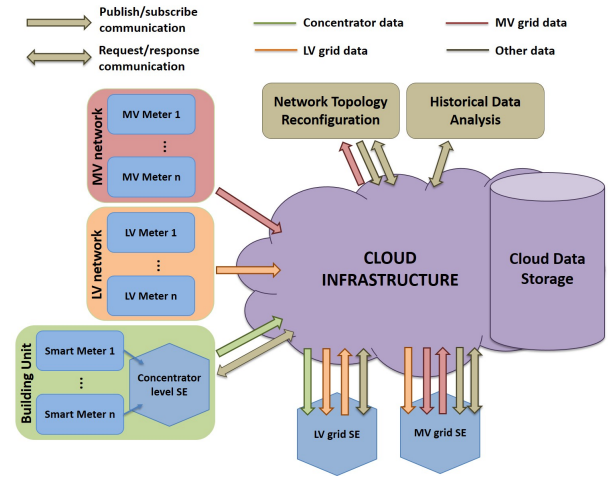 Publish/subscribe
communication
Request/response
communication
Concentrator data
LV grid data
MV grid data
Other data
MV network
MV Meter 1
...
MV Meter n
LV network
LV Meter 1
...
LV Meter n
Building Unit
Smart Meter 1
...
Smart Meter n
Concentrator
level SE
Network Topology
Reconfiguration
Historical Data
Analysis
CLOUD
INFRASTRUCTURE
Cloud Data
Storage
LV grid SE
MV grid SE